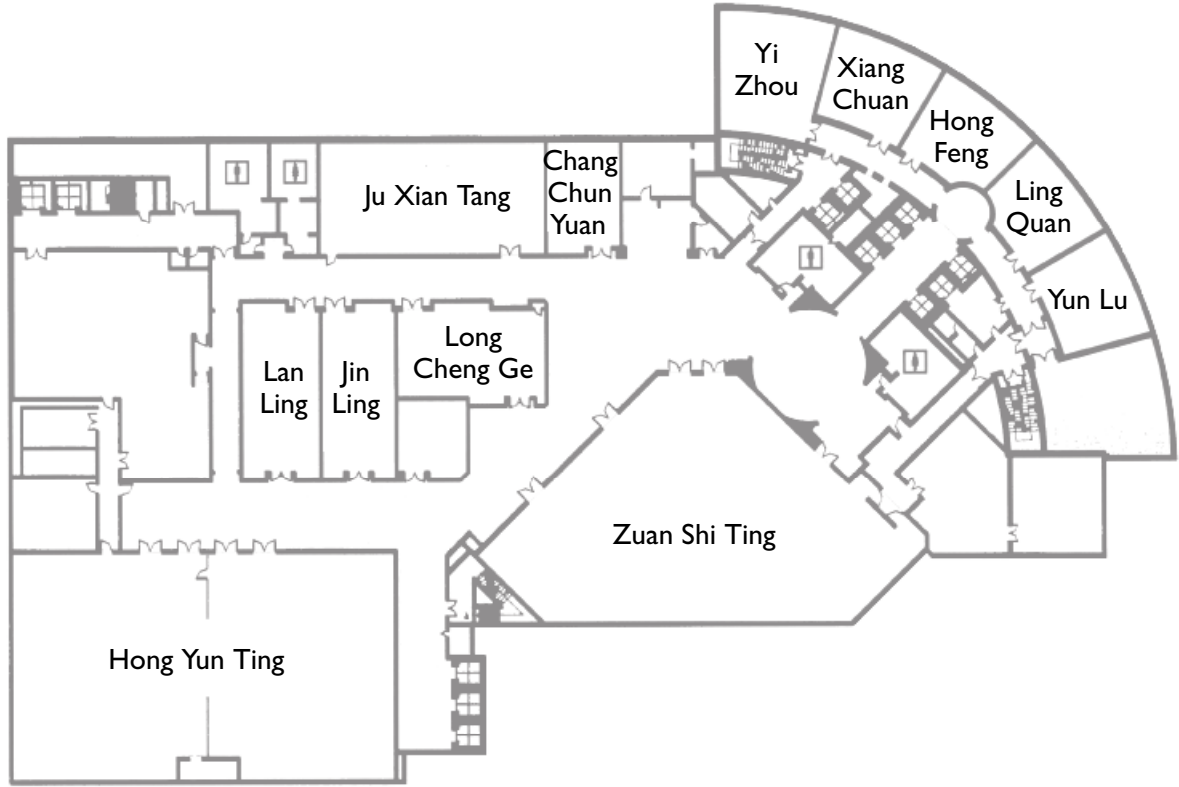 Yi
Zhou
Xiang
Chuan
Hong
Feng
Ling
Quan
Yun Lu
Ju Xian Tang
Chang
Chun
Yuan
Lan
Ling
Jin
Ling
Long
Cheng Ge
Zuan Shi Ting
Hong Yun Ting